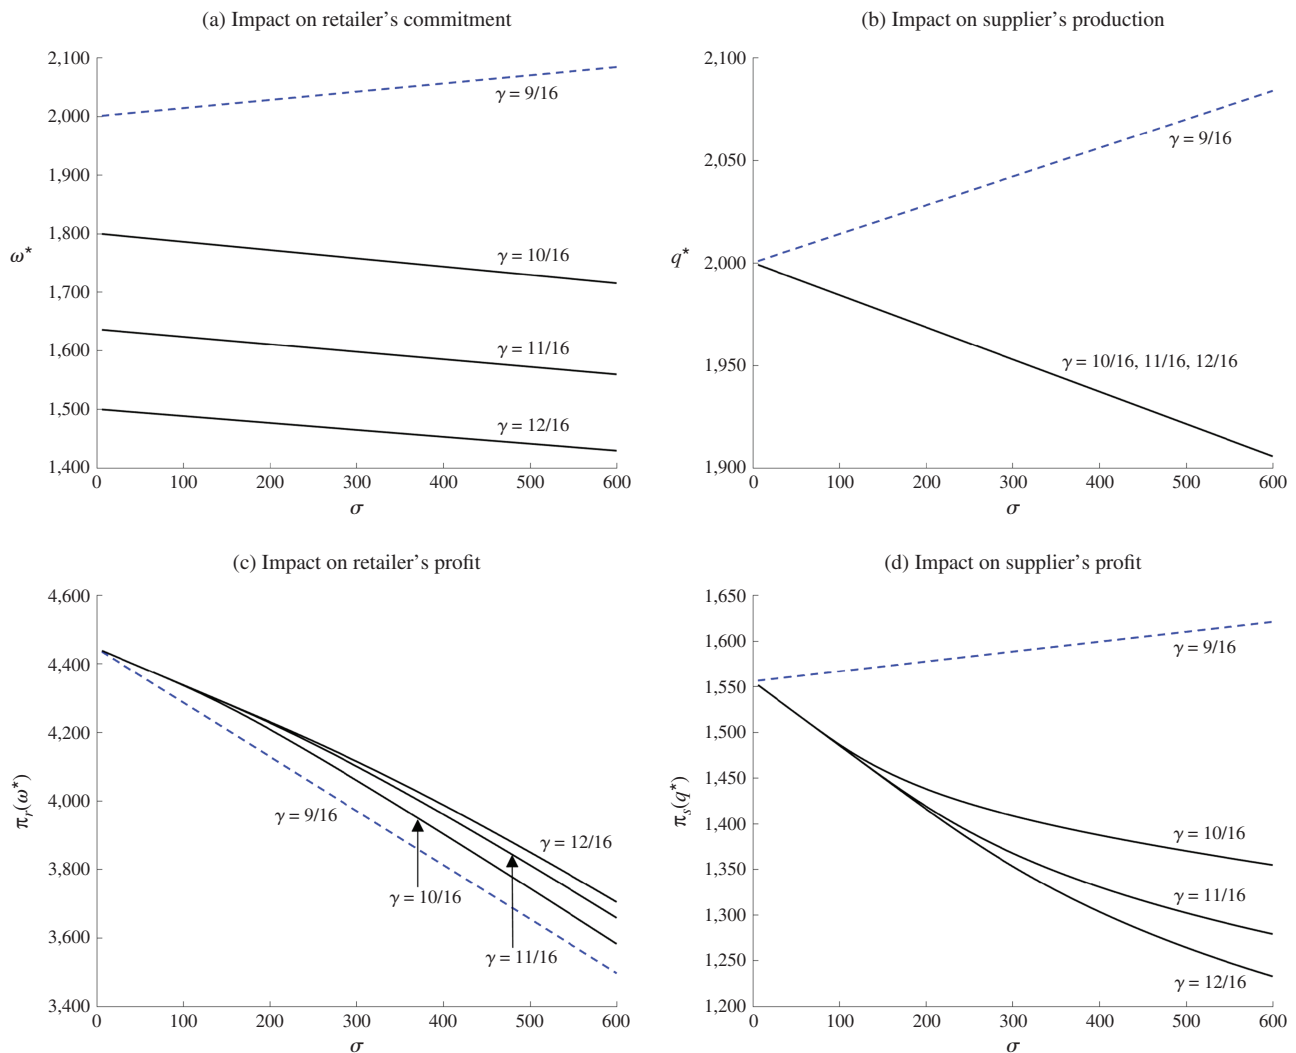 (a) Impact on retailer’s commitment
2,100
2,000
1,900
1,800
1,700
1,600
1,500
1,400
ω*
γ = 9/16
γ = 10/16
γ = 11/16
γ = 12/16
0 100 200 300 400 500 600
σ
(b) Impact on supplier’s production
2,100
2,050
2,000
1,950
1,900
q*
γ = 9/16
γ = 10/16, 11/16, 12/16
0 100 200 300 400 500 600
σ
(c) Impact on retailer’s profit
4,600
4,400
4,200
4,000
3,800
3,600
3,400
πr(ω*)
γ = 9/16
γ = 12/16
γ = 10/16
γ = 11/16
0 100 200 300 400 500 600
σ
(d) Impact on supplier’s profit
1,650
1,600
1,550
1,500
1,450
1,400
1,350
1,300
1,250
1,200
πs(q*)
γ = 9/16
γ = 10/16
γ = 11/16
γ = 12/16
0 100 200 300 400 500 600
σ